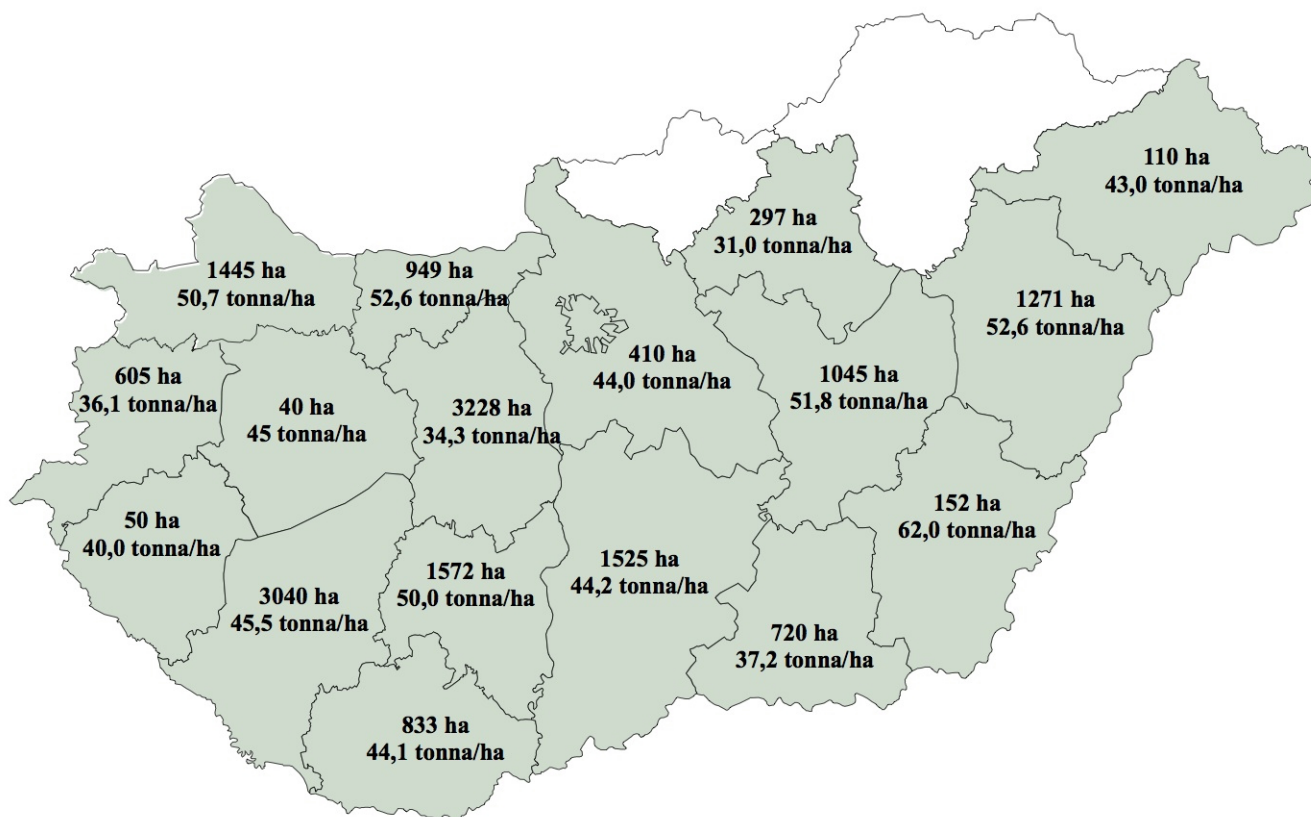 110 ha
43,0 tonna/ha
297 ha
31,0 tonna/ha
1445 ha
50,7 tonna/ha
949 ha
52,6 tonna/ha
1271 ha
52,6 tonna/ha
410 ha
44,0 tonna/ha
605 ha
36,1 tonna/ha
1045 ha
51,8 tonna/ha
40 ha
45 tonna/ha
3228 ha
34,3 tonna/ha
152 ha
62,0 tonna/ha
50 ha
40,0 tonna/ha
1525 ha
44,2 tonna/ha
1572 ha
50,0 tonna/ha
3040 ha
45,5 tonna/ha
720 ha
37,2 tonna/ha
833 ha
44,1 tonna/ha